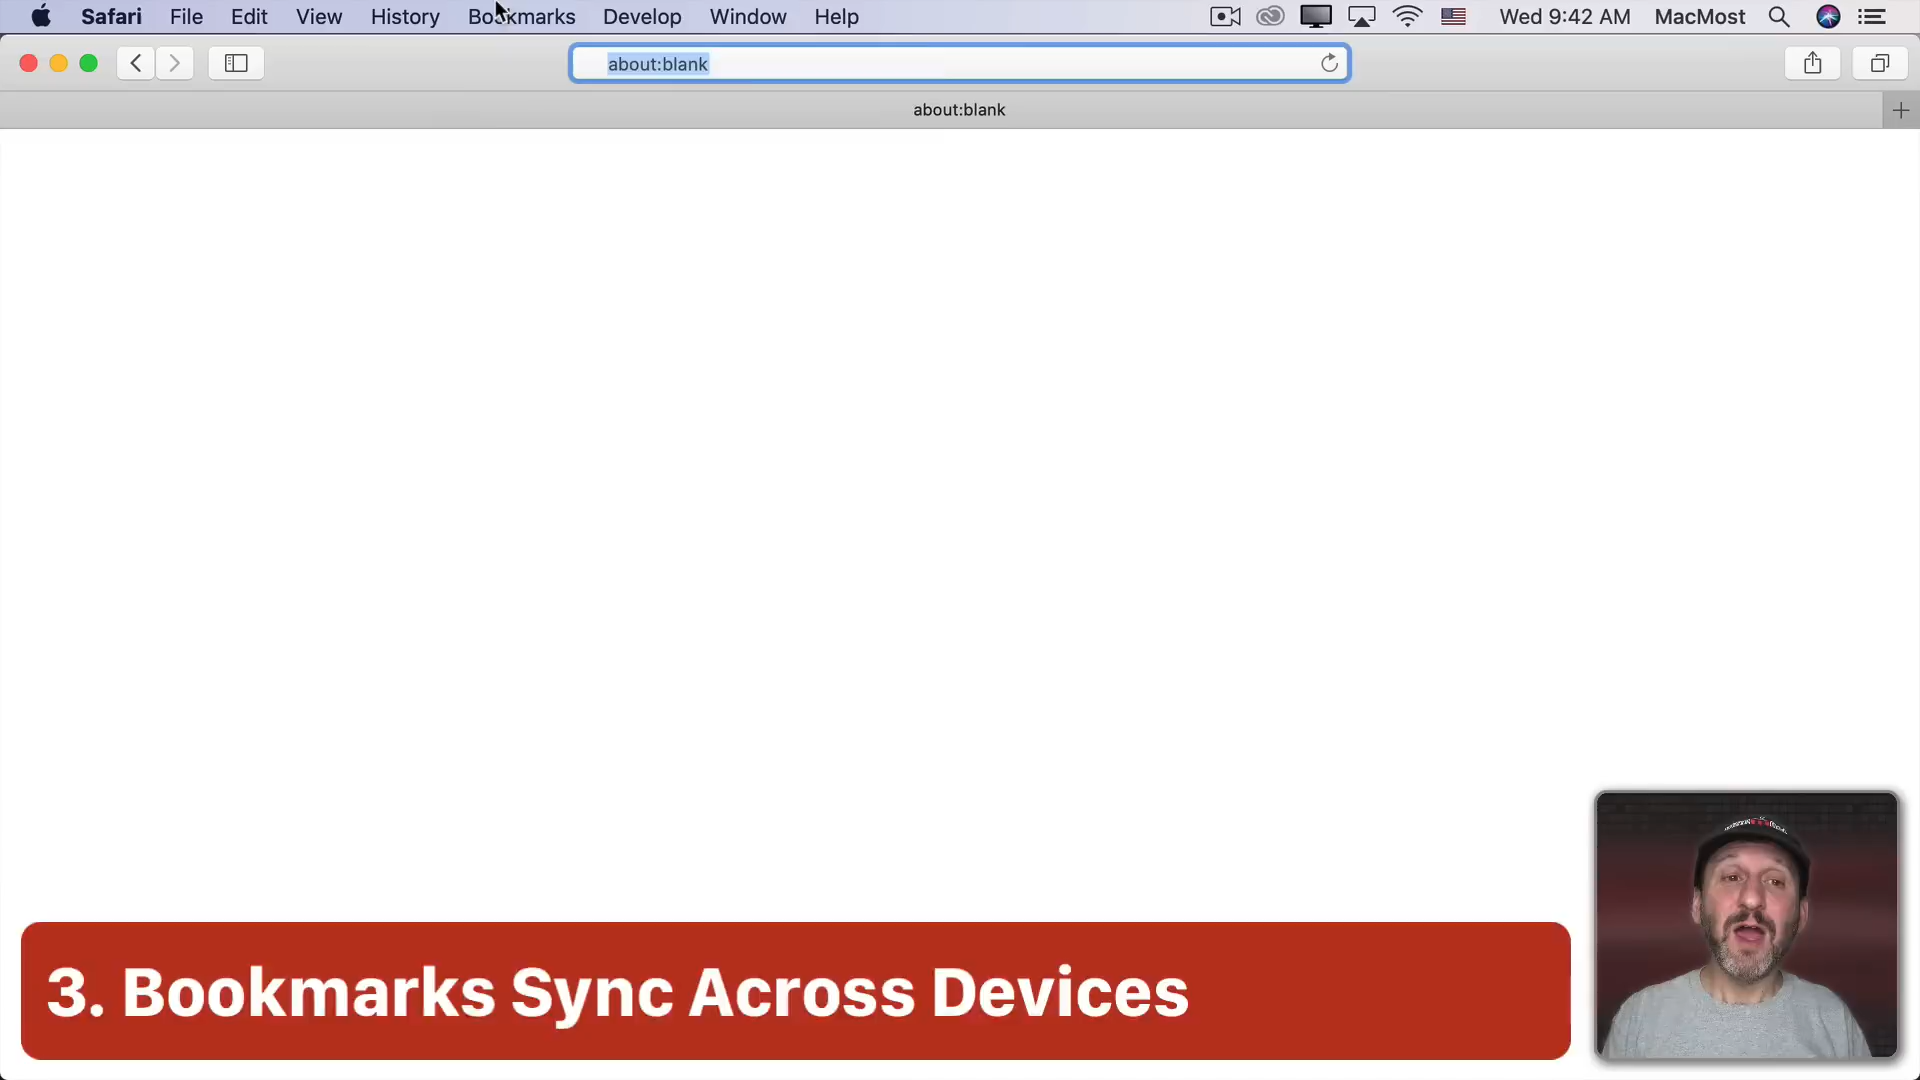 Safari File Edit View History Bookmarks Develop Window Help Wed 9:42 AM MacMost
about:blank
about:blank
3. Bookmarks Sync Across Devices